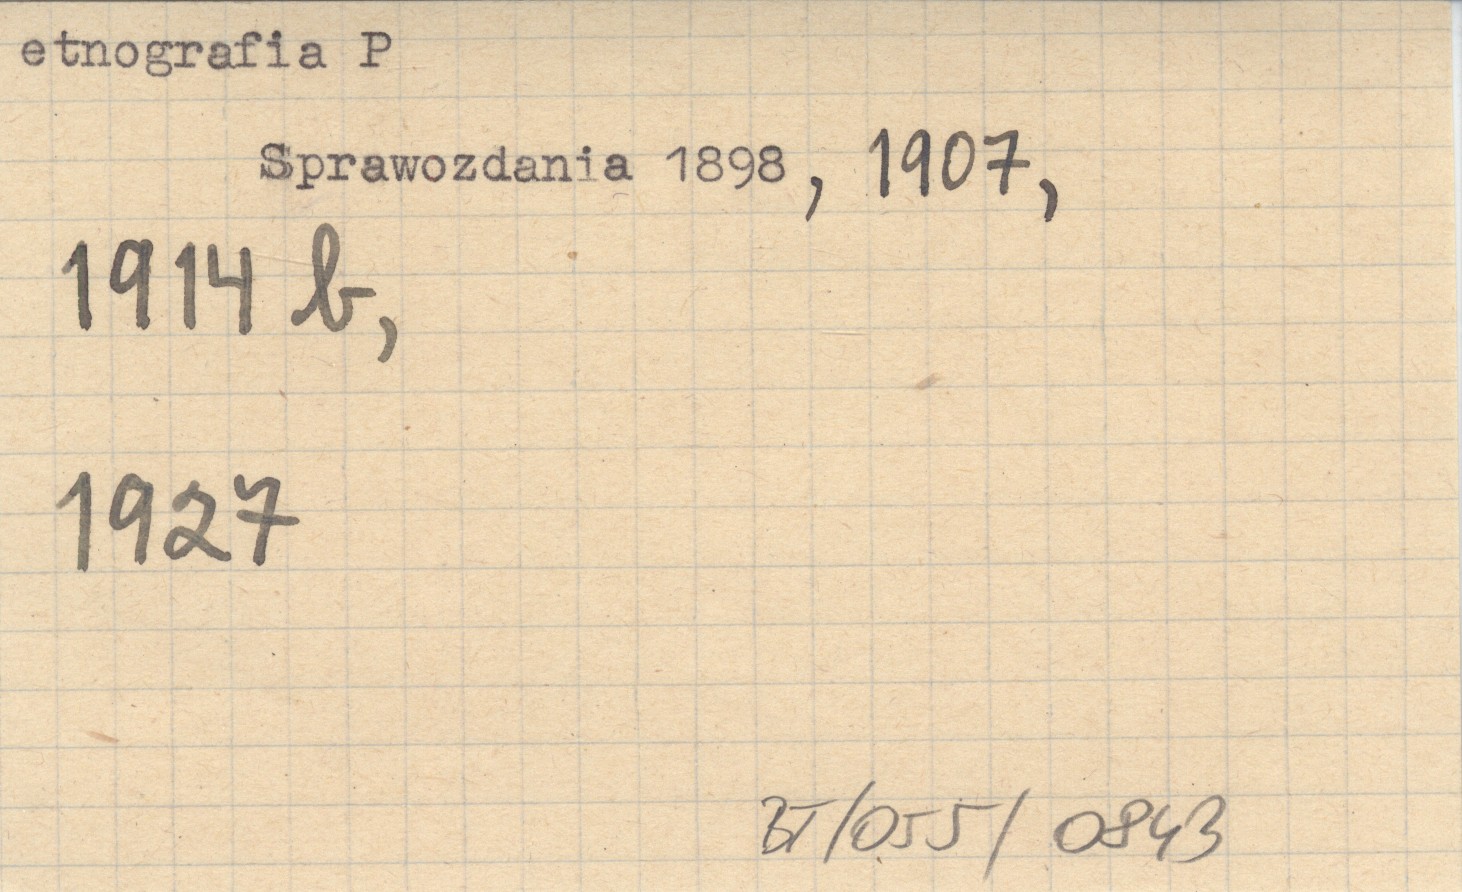 etnografia P
Sprawozdania 1898, 1907,
1914 b,
1927
BT/055/0843